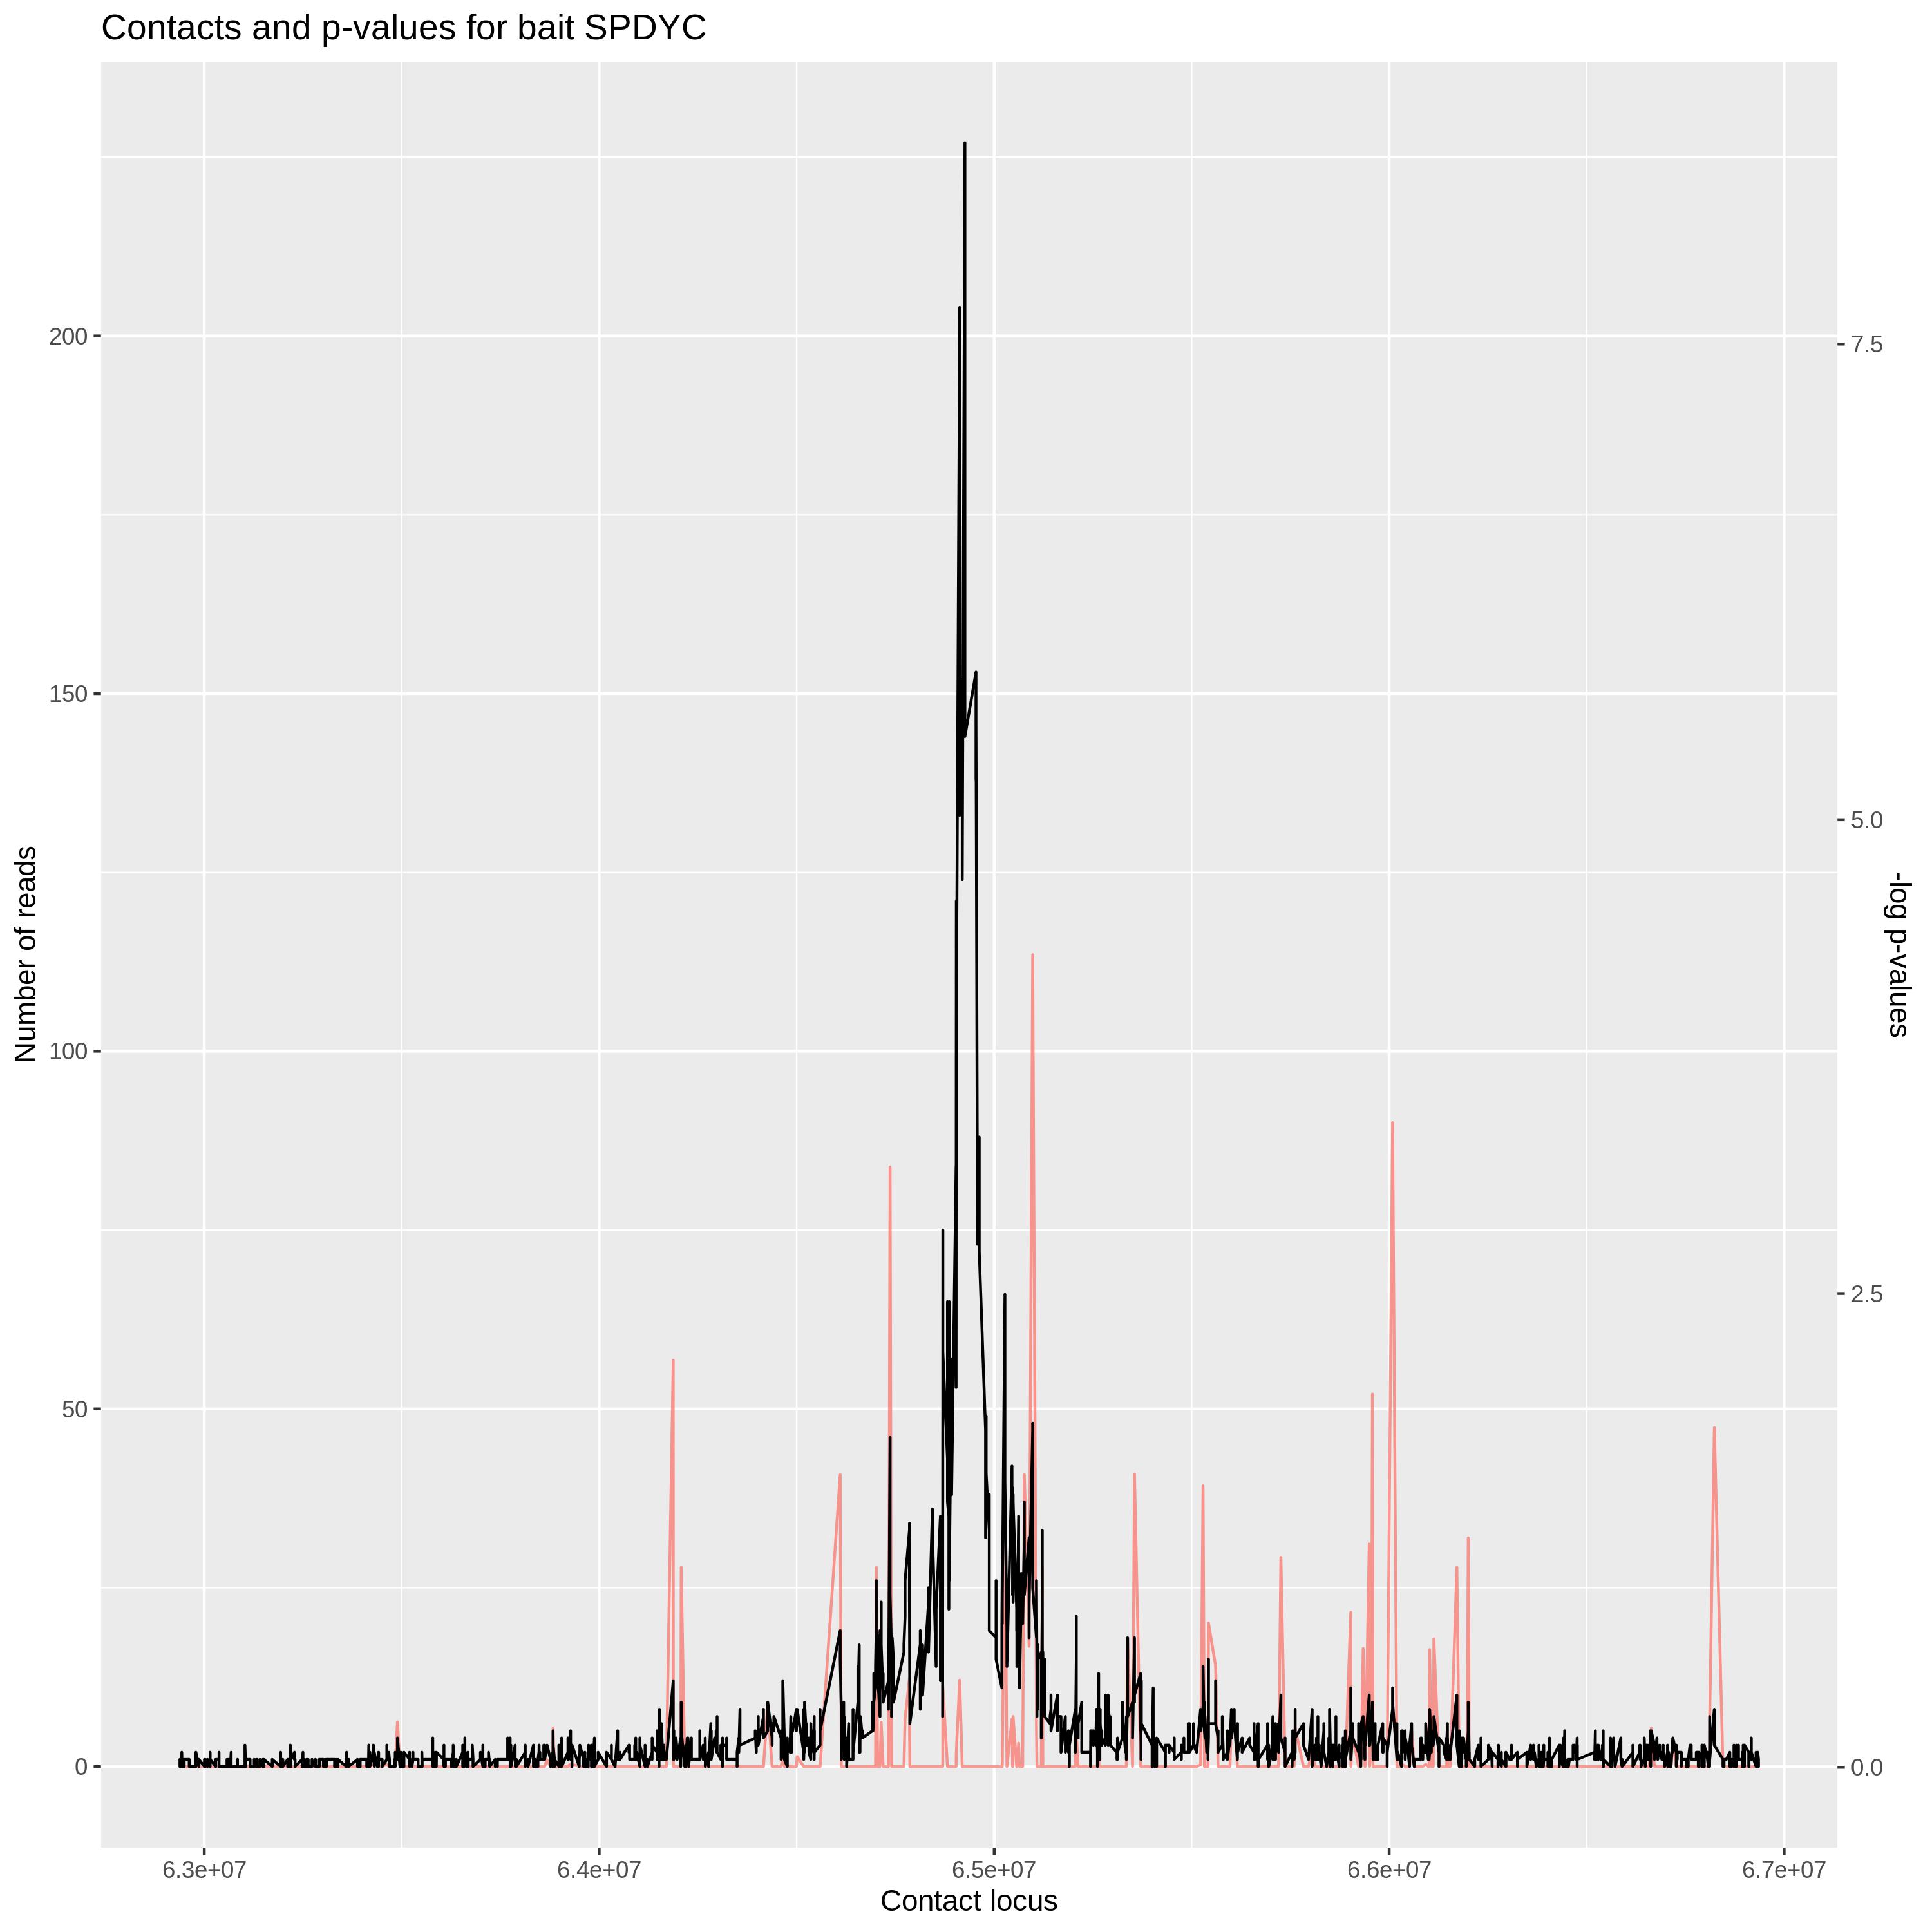 Contacts and p-values for bait SPDYC
Number of reads
200
150
100
50
0
7.5
5.0
2.5
0.0
-log p-values
6.3e+07
6.4e+07
6.5e+07
6.6e+07
6.7e+07
Contact locus